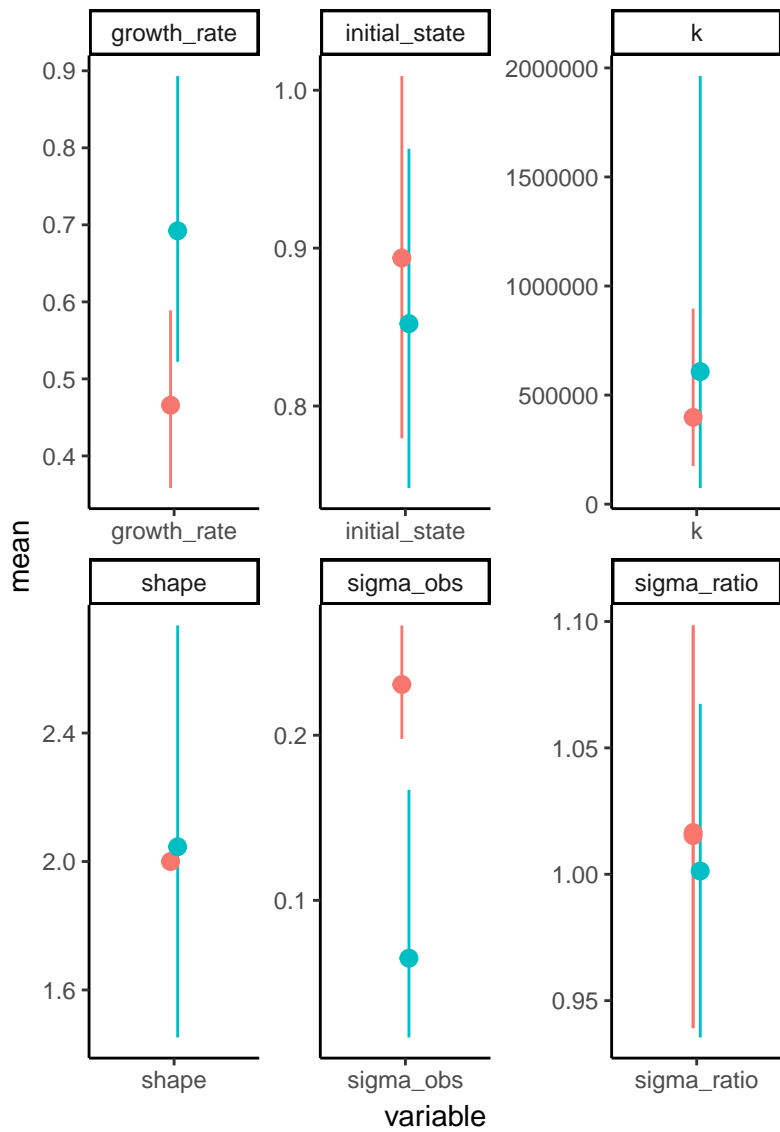 growth_rate
initial_state
k
0.9
0.8
0.7
0.6
0.5
0.4
1.0
0.9
0.8
2000000
1500000
1000000
500000
0
growth_rate
initial_state
k
mean
shape
sigma_obs
sigma_ratio
2.4
2.0
1.6
0.2
0.1
1.10
1.05
1.00
0.95
shape
sigma_obs
sigma_ratio
variable